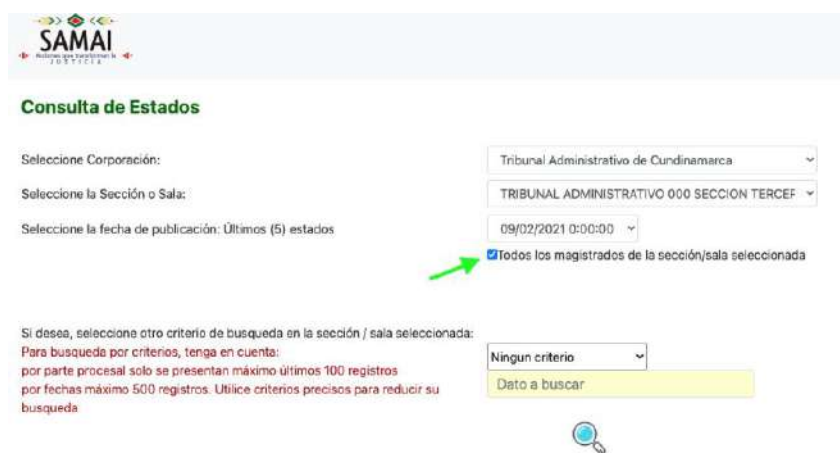 SAMAI
JUSTICIA
Consulta de Estados
Seleccione Corporación:
Tribunal Administrativo de Cundinamarca
Seleccione la Sección o Sala:
TRIBUNAL ADMINISTRATIVO 000 SECCION TERCER
Seleccione la fecha de publicación: Últimos (5) estados
09/02/2021 0:00:00
Todos los magistrados de la sección/sala seleccionada
Si desea, seleccione otro criterio de busqueda en la sección / sala seleccionada:
Para busqueda por criterios, tenga en cuenta:
por parte procesal solo se presentan máximo últimos 100 registros
por fechas máximo 500 registros. Utilice criterios precisos para reducir su
busqueda
Ningun criterio
Dato a buscar